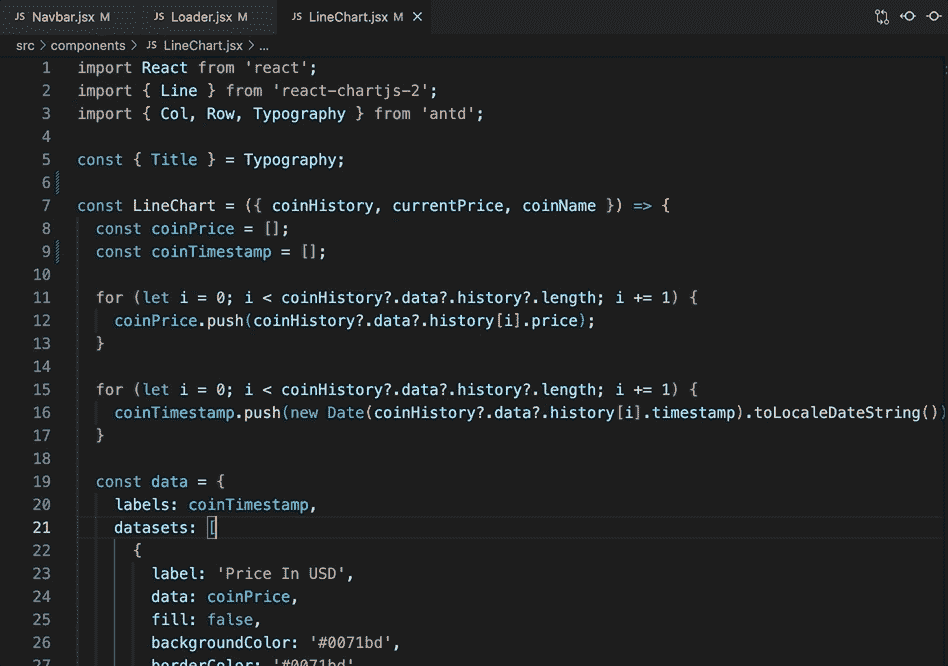 JS Navbar.jsx M JS Loader.jsx M JS LineChart.jsx M
src > components > JS LineChart.jsx > ...
1 import React from 'react';
2 import { Line } from 'react-chartjs-2';
3 import { Col, Row, Typography } from 'antd';
4
5 const { Title } = Typography;
6
7 const LineChart = ({ coinHistory, currentPrice, coinName }) => {
8 const coinPrice = [];
9 const coinTimestamp = [];
10
11 for (let i = 0; i < coinHistory?.data?.history?.length; i += 1) {
12 coinPrice.push(coinHistory?.data?.history[i].price);
13 }
14
15 for (let i = 0; i < coinHistory?.data?.history?.length; i += 1) {
16 coinTimestamp.push(new Date(coinHistory?.data?.history[i].timestamp).toLocaleDateString())
17 }
18
19 const data = {
20 labels: coinTimestamp,
21 datasets: [
22 {
23 label: 'Price In USD',
24 data: coinPrice,
25 fill: false,
26 backgroundColor: '#0071bd',
27 borderColor: '#0071bd'